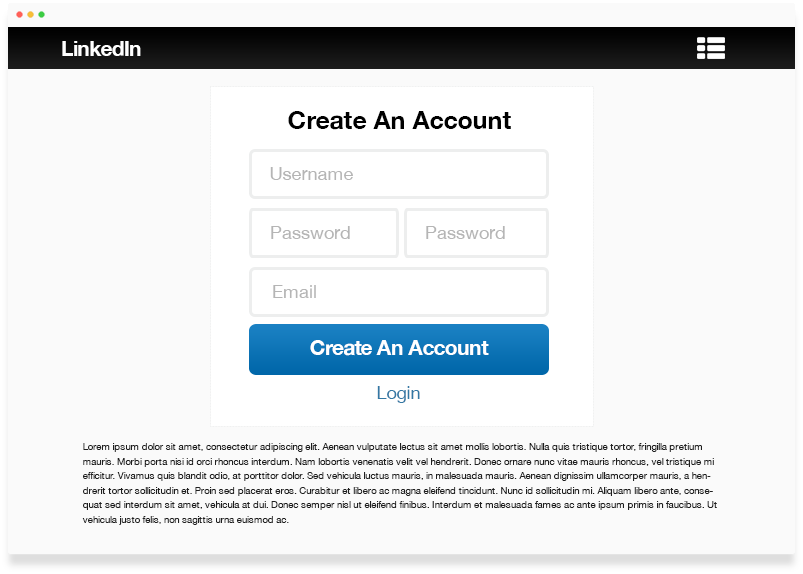 LinkedIn
Create An Account
Username
Password Password
Email
Create An Account
Login
Lorem ipsum dolor sit amet, consectetur adipiscing elit. Aenean vulputate lectus sit amet mollis lobortis. Nulla quis tristique tortor, fringilla pretium
mauris. Morbi porta nisi id orci rhoncus interdum. Nam lobortis venenatis velit vel hendrerit. Donec ornare nunc vitae mauris rhoncus, vel tristique mi
efficitur. Vivamus quis blandit odio, at porttitor dolor. Sed vehicula luctus mauris, in malesuada mauris. Aenean dignissim ullamcorper mauris, a hen-
drerit tortor sollicitudin et. Proin sed placerat eros. Curabitur et libero ac magna eleifend tincidunt. Nunc id sollicitudin mi. Aliquam libero ante, conse-
quat sed interdum sit amet, vehicula at dui. Donec semper nisl ut eleifend finibus. Interdum et malesuada fames ac ante ipsum primis in faucibus. Ut
vehicula justo felis, non sagittis urna euismod ac.